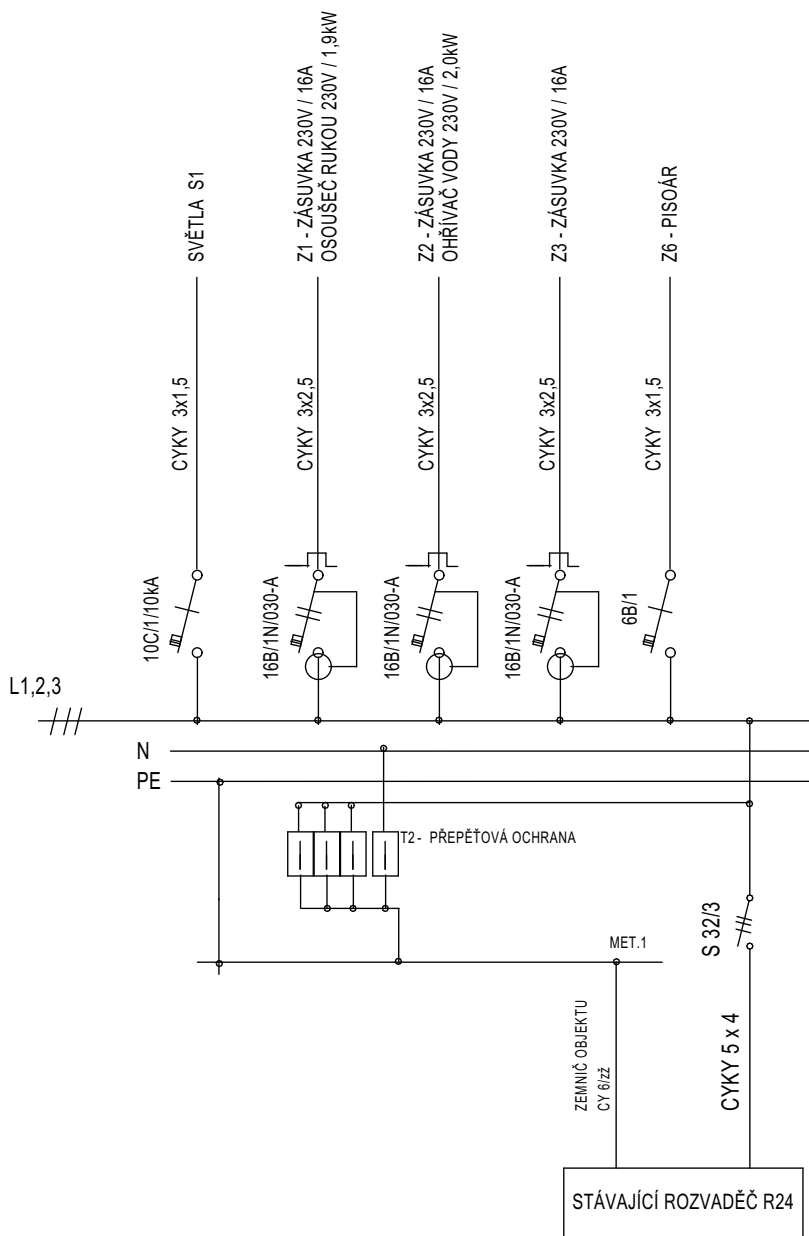 SVĚTLA S1
Z1 - ZÁSUVKA 230V / 16A
OSOUŠEČ RUKOU 230V / 1,9kW
Z2 - ZÁSUVKA 230V / 16A
OHŘÍVAČ VODY 230V / 2,0kW
Z3 - ZÁSUVKA 230V / 16A
Z6 - PISOÁR
CYKY 3x1,5
CYKY 3x2,5
CYKY 3x2,5
CYKY 3x2,5
CYKY 3x1,5
10C/1/10kA
16B/1N/030-A
16B/1N/030-A
16B/1N/030-A
6B/1
L1,2,3
N
PE
T2 - PŘEPĚŤOVÁ OCHRANA
MET.1
S 32/3
ZEMNIČ OBJEKTU
CY 6/zž
CYKY 5 x 4
STÁVAJÍCÍ ROZVADĚČ R24